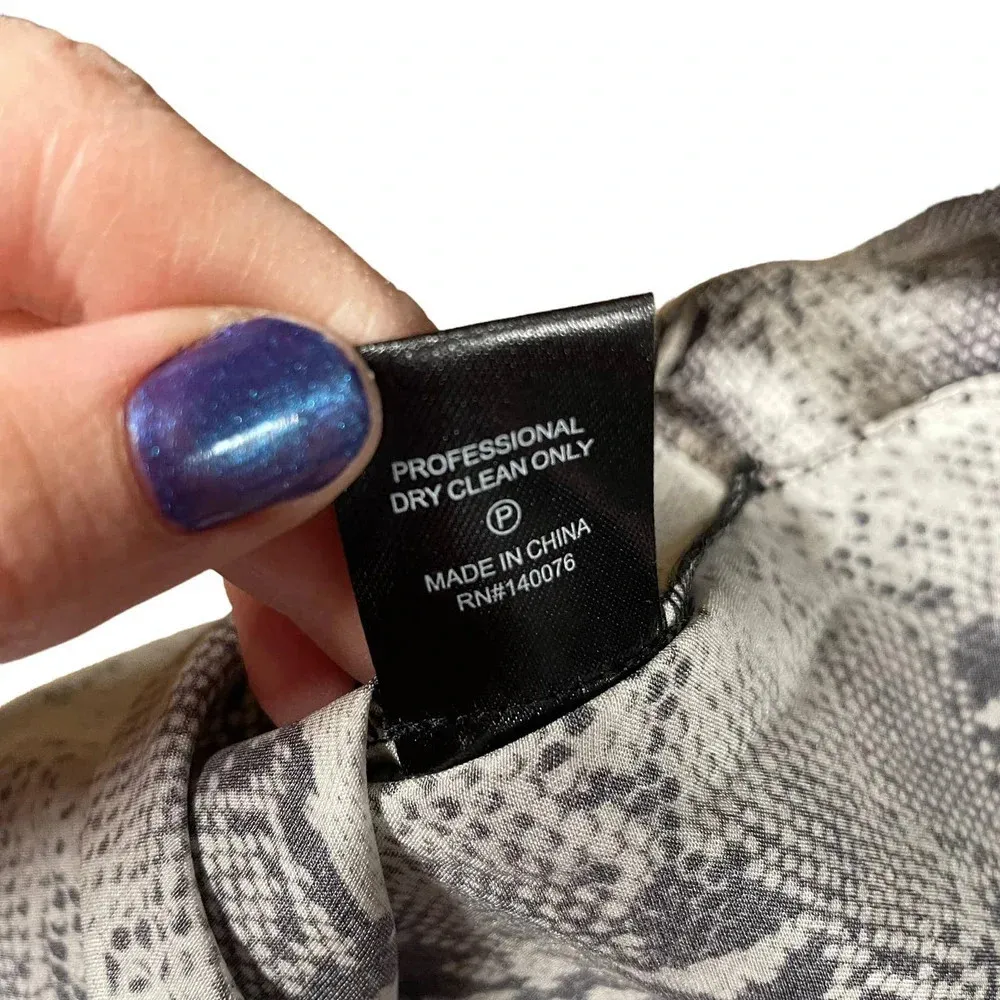 PROFESSIONAL
DRY CLEAN ONLY
Ⓟ
MADE IN CHINA
RN#140076